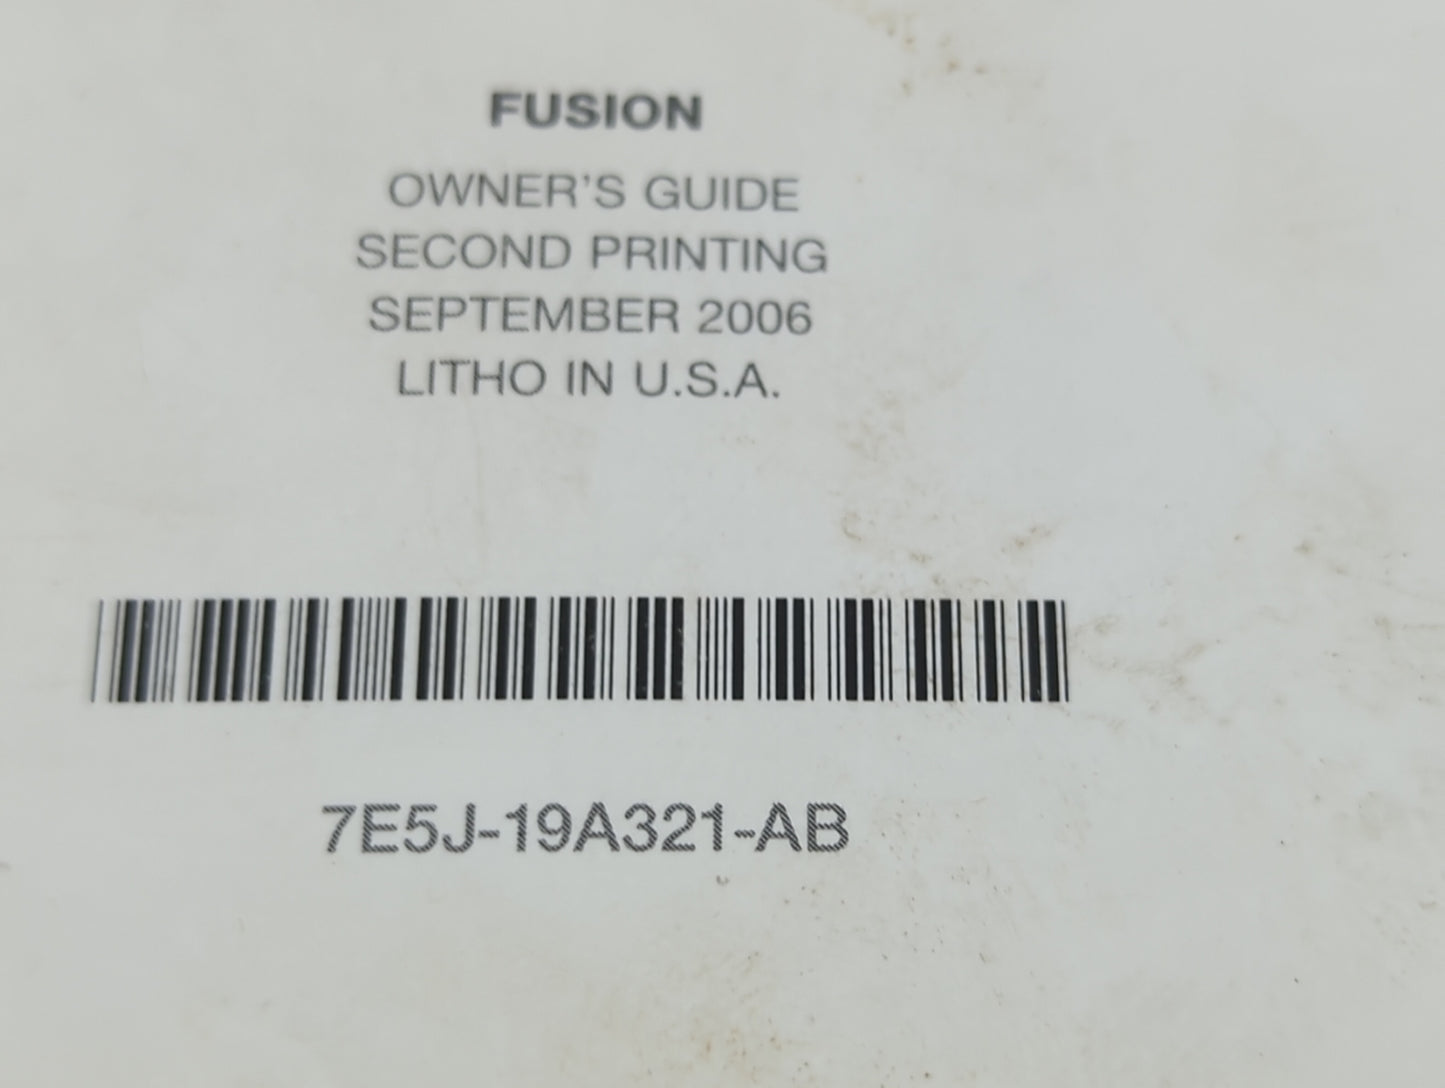 FUSION
OWNER'S GUIDE
SECOND PRINTING
SEPTEMBER 2006
LITHO IN U.S.A.
7E5J-19A321-AB